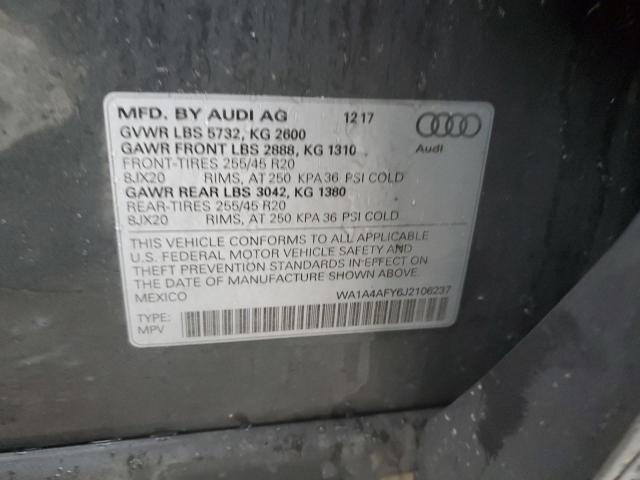 MFD. BY AUDI AG 12 17
GVWR LBS 5732, KG 2600
GAWR FRONT LBS 2888, KG 1310
FRONT-TIRES 255/45 R20
8JX20 RIMS, AT 250 KPA 36 PSI COLD
GAWR REAR LBS 3042, KG 1380
REAR-TIRES 255/45 R20
8JX20 RIMS, AT 250 KPA 36 PSI COLD
Audi
THIS VEHICLE CONFORMS TO ALL APPLICABLE
U.S. FEDERAL MOTOR VEHICLE SAFETY AND
THEFT PREVENTION STANDARDS IN EFFECT ON
THE DATE OF MANUFACTURE SHOWN ABOVE.
MEXICO WA1A4AFY6J2106237
TYPE:
MPV